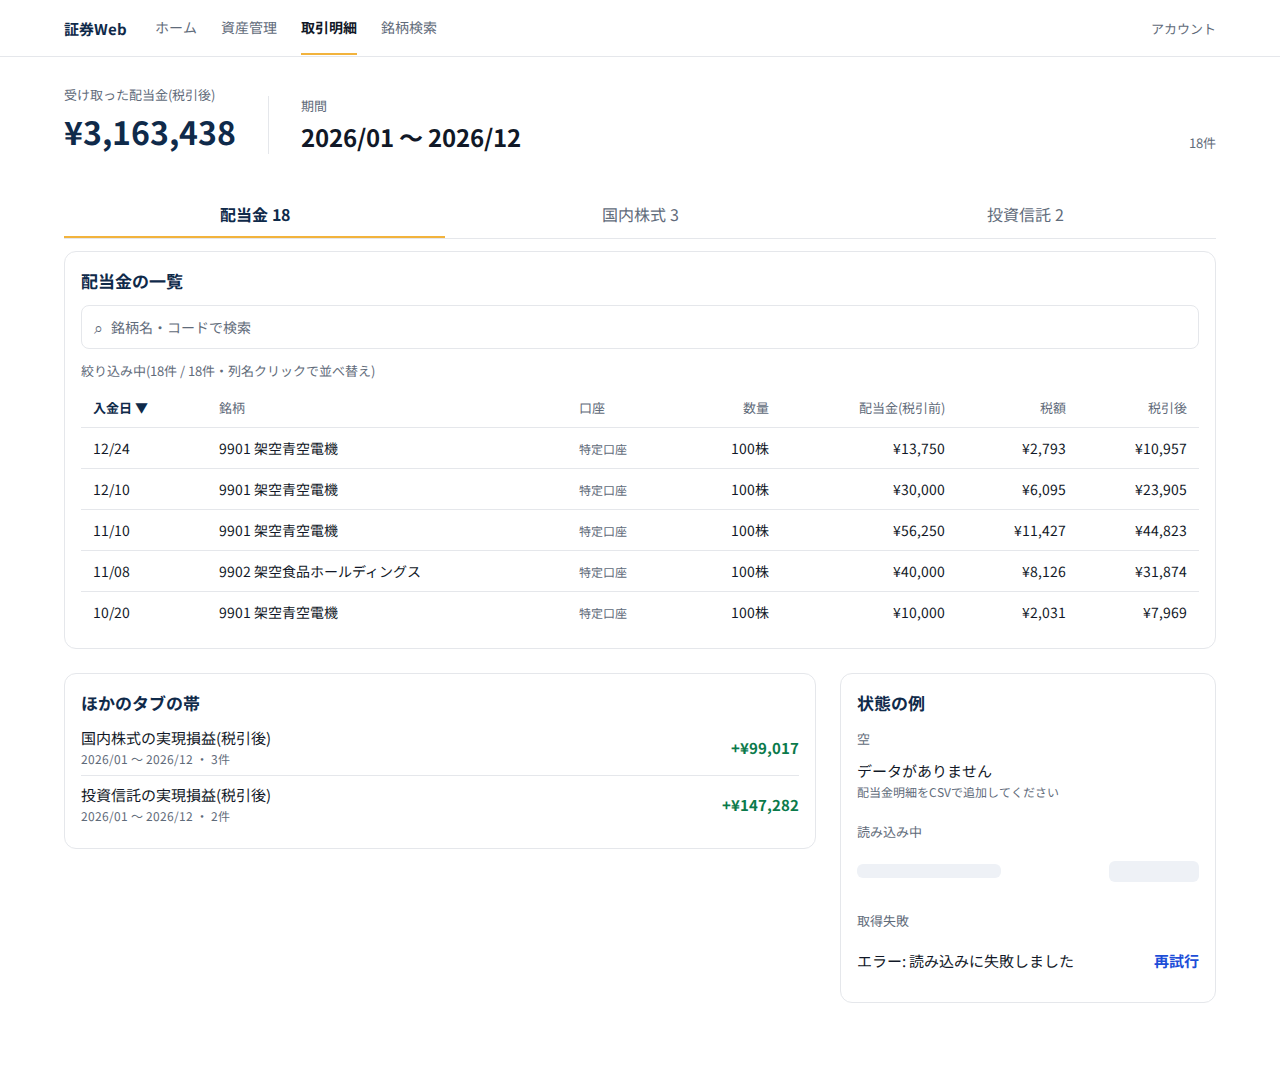 証券Web ホーム 資産管理 取引明細 銘柄検索 アカウント
受け取った配当金(税引後)
¥3,163,438
期間
2026/01 〜 2026/12
18件
配当金 18 国内株式 3 投資信託 2
配当金の一覧
⌕ 銘柄名・コードで検索
絞り込み中(18件 / 18件・列名クリックで並べ替え)
入金日 ▼ 銘柄 口座 数量 配当金(税引前) 税額 税引後
12/24 9901 架空青空電機 特定口座 100株 ¥13,750 ¥2,793 ¥10,957
12/10 9901 架空青空電機 特定口座 100株 ¥30,000 ¥6,095 ¥23,905
11/10 9901 架空青空電機 特定口座 100株 ¥56,250 ¥11,427 ¥44,823
11/08 9902 架空食品ホールディングス 特定口座 100株 ¥40,000 ¥8,126 ¥31,874
10/20 9901 架空青空電機 特定口座 100株 ¥10,000 ¥2,031 ¥7,969
ほかのタブの帯
国内株式の実現損益(税引後)
2026/01 〜 2026/12 ・ 3件
+¥99,017
投資信託の実現損益(税引後)
2026/01 〜 2026/12 ・ 2件
+¥147,282
状態の例
空
データがありません
配当金明細をCSVで追加してください
読み込み中
取得失敗
エラー: 読み込みに失敗しました 再試行